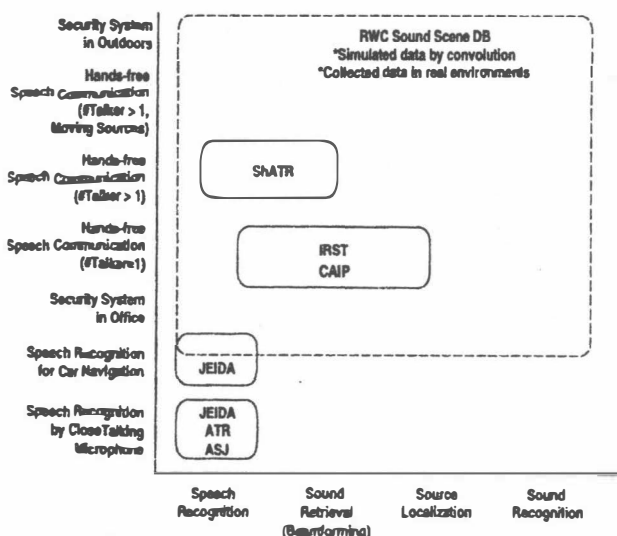 Security System
in Outdoors
Hands-free
Speech Communication
(#Talker > 1,
Moving Sources)
Hands-free
Speech Communication
(#Talker > 1)
Hands-free
Speech Communication
(#Talker=1)
Security System
in Office
Speech Recognition
for Car Navigation
Speech Recognition
by Close Talking
Microphone
RWC Sound Scene DB
*Simulated data by convolution
*Collected data in real environments
ShATR
IRST
CAIP
JEIDA
JEIDA
ATR
ASJ
Speech
Recognition
Sound
Retrieval
(Beamforming)
Source
Localization
Sound
Recognition